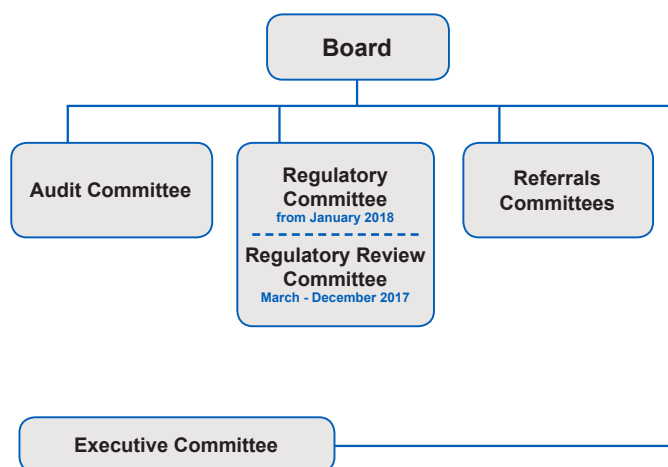 Board
Audit Committee
Regulatory
Committee
from January 2018
Regulatory Review
Committee
March - December 2017
Referrals
Committees
Executive Committee